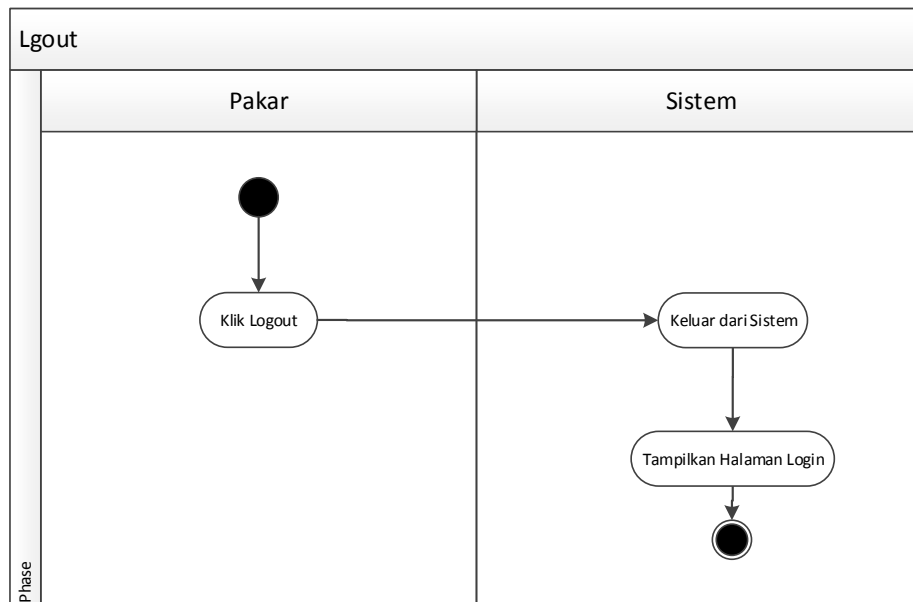 Lgout
Pakar
Sistem
Klik Logout
Keluar dari Sistem
Tampilkan Halaman Login
Phase